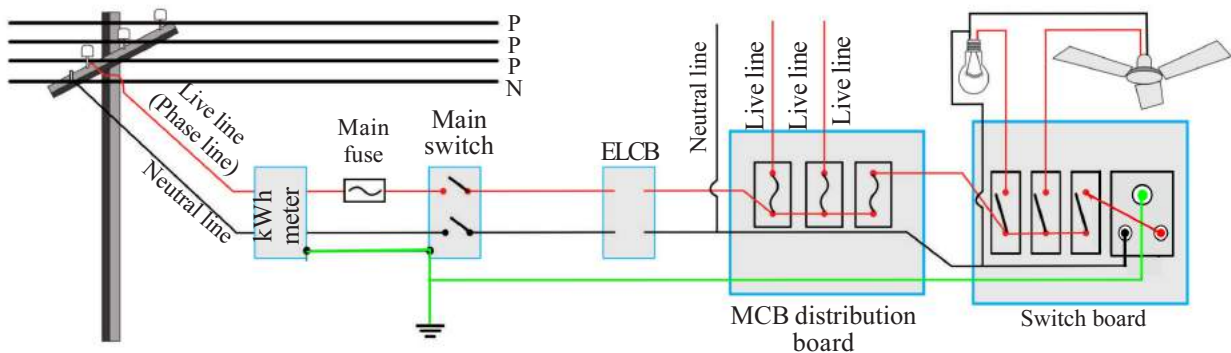 P
P
P
N
Live line
(Phase line)
Neutral line
kWh
meter
Main
fuse
Main
switch
ELCB
Neutral line
Live line
Live line
Live line
MCB distribution
board
Switch board